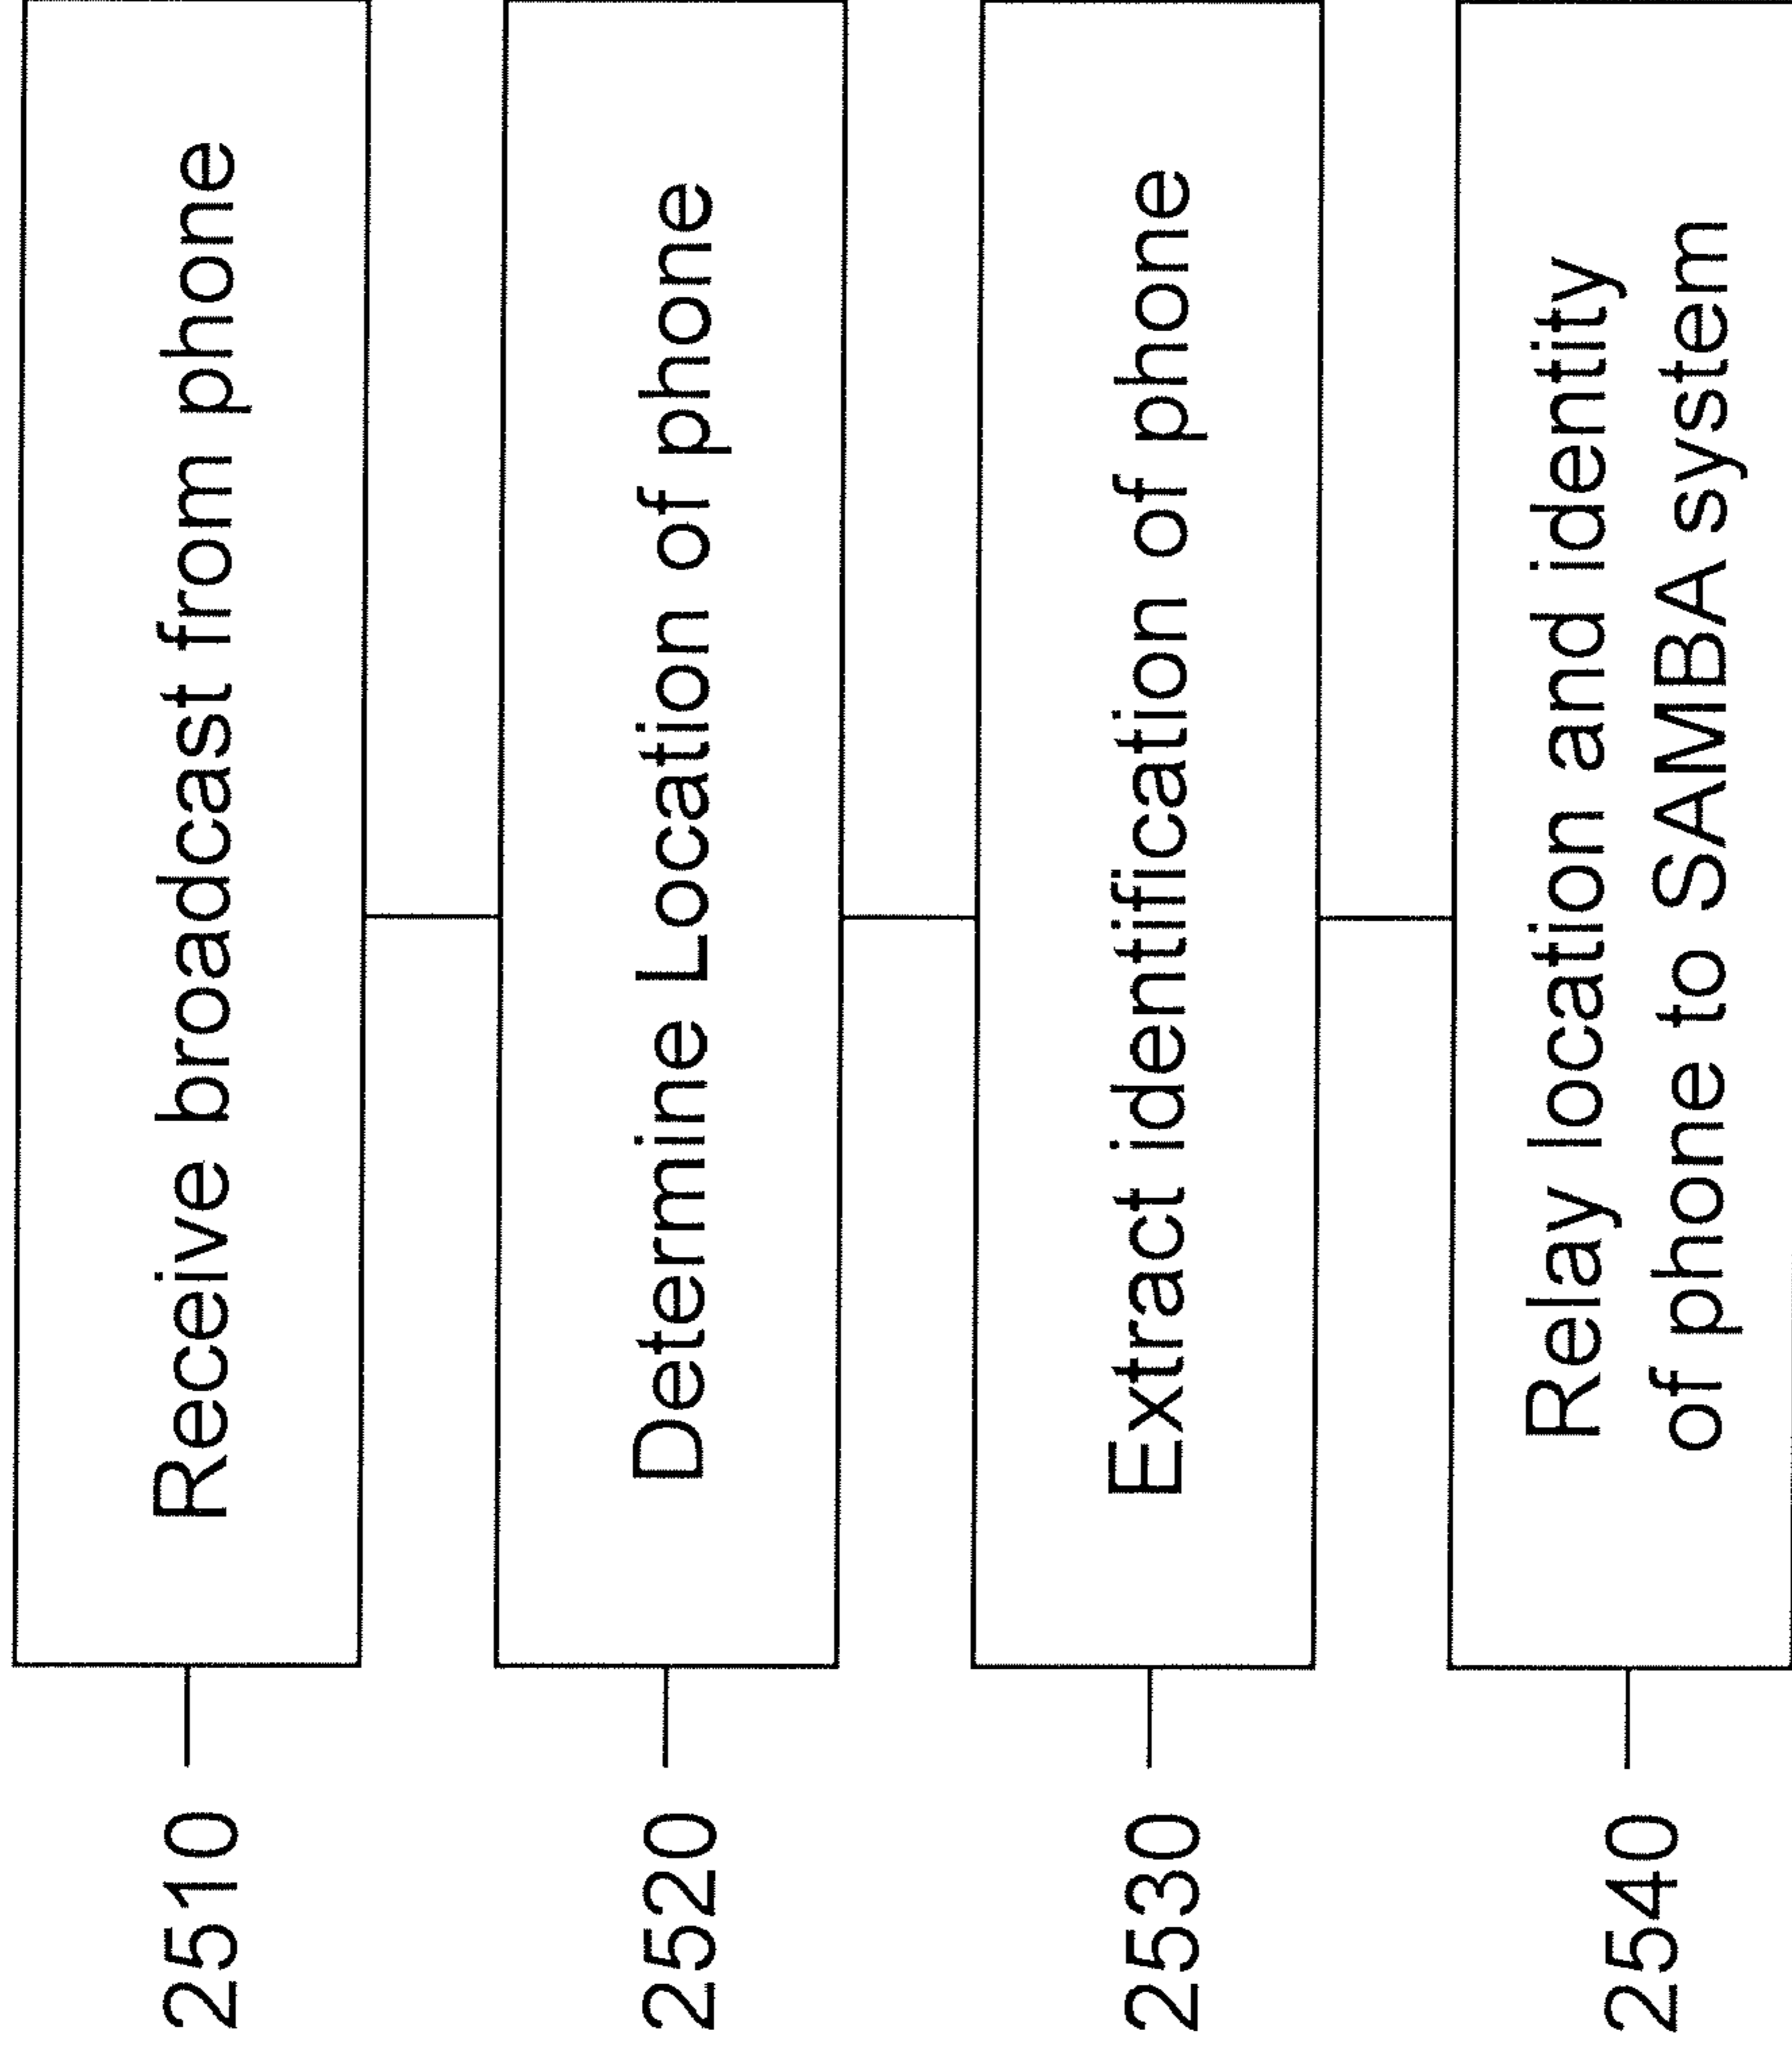 2510
Receive broadcast from phone
2520
Determine Location of phone
2530
Extract identification of phone
2540
Relay location and identity
of phone to SAMBA system